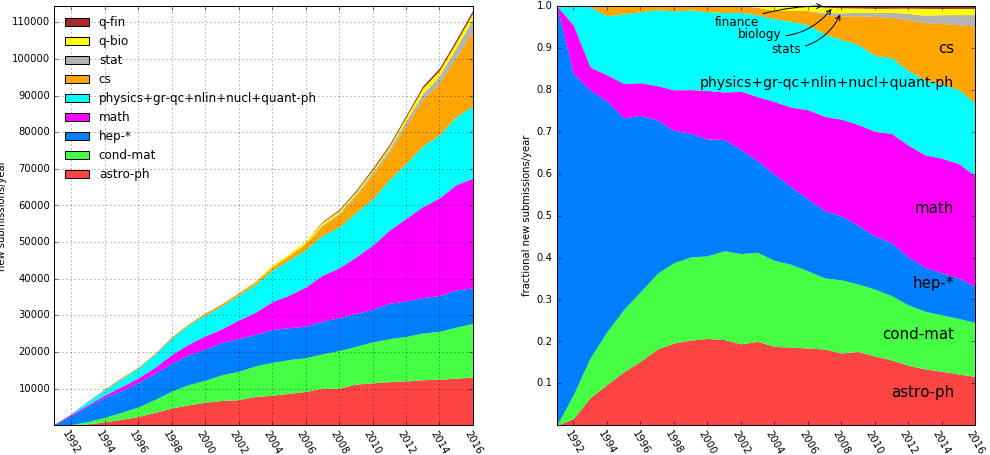 new submissions/year
100000
90000
80000
70000
60000
50000
40000
30000
20000
10000
q-fin
q-bio
stat
cs
physics+gr-qc+nlin+nucl+quant-ph
math
hep-*
cond-mat
astro-ph
1992
1994
1996
1998
2000
2002
2004
2006
2008
2010
2012
2014
2016
fractional new submissions/year
1.0
0.9
0.8
0.7
0.6
0.5
0.4
0.3
0.2
0.1
finance
biology
stats
cs
physics+gr-qc+nlin+nucl+quant-ph
math
hep-*
cond-mat
astro-ph
1992
1994
1996
1998
2000
2002
2004
2006
2008
2010
2012
2014
2016